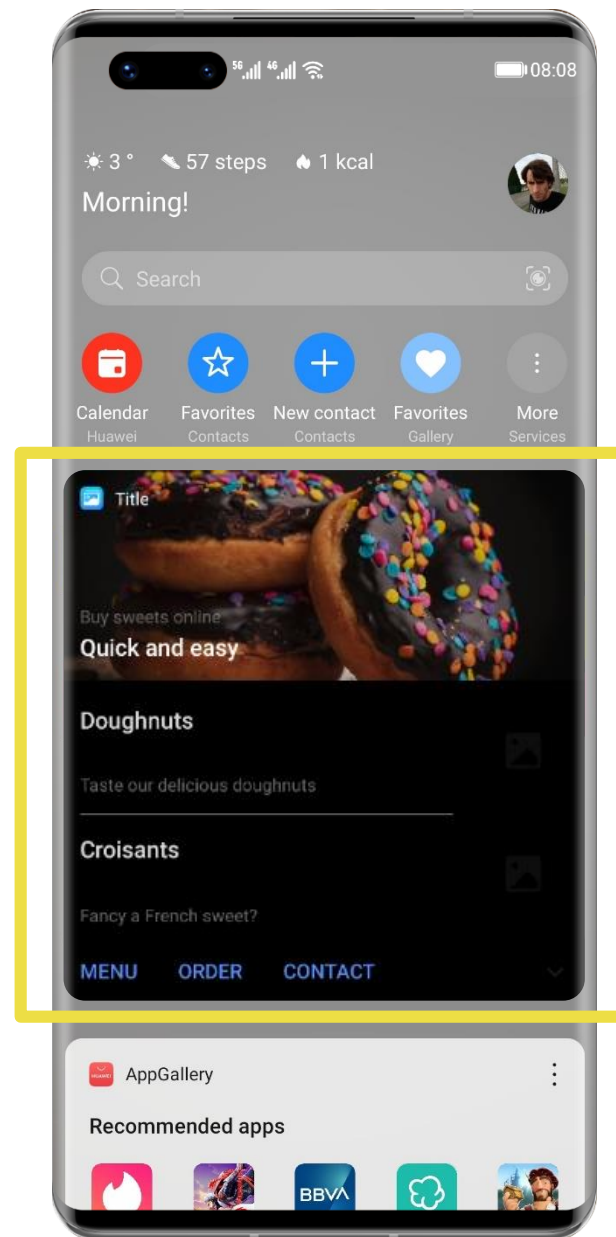 5G 4G 08:08
3° 57 steps 1 kcal
Morning!
Search
Calendar Favorites New contact Favorites More
Huawei Contacts Contacts Gallery Services
Title
Buy sweets online
Quick and easy
Doughnuts
Taste our delicious doughnuts
Croisants
Fancy a French sweet?
MENU ORDER CONTACT
HUAWEI AppGallery
Recommended apps
BBVA